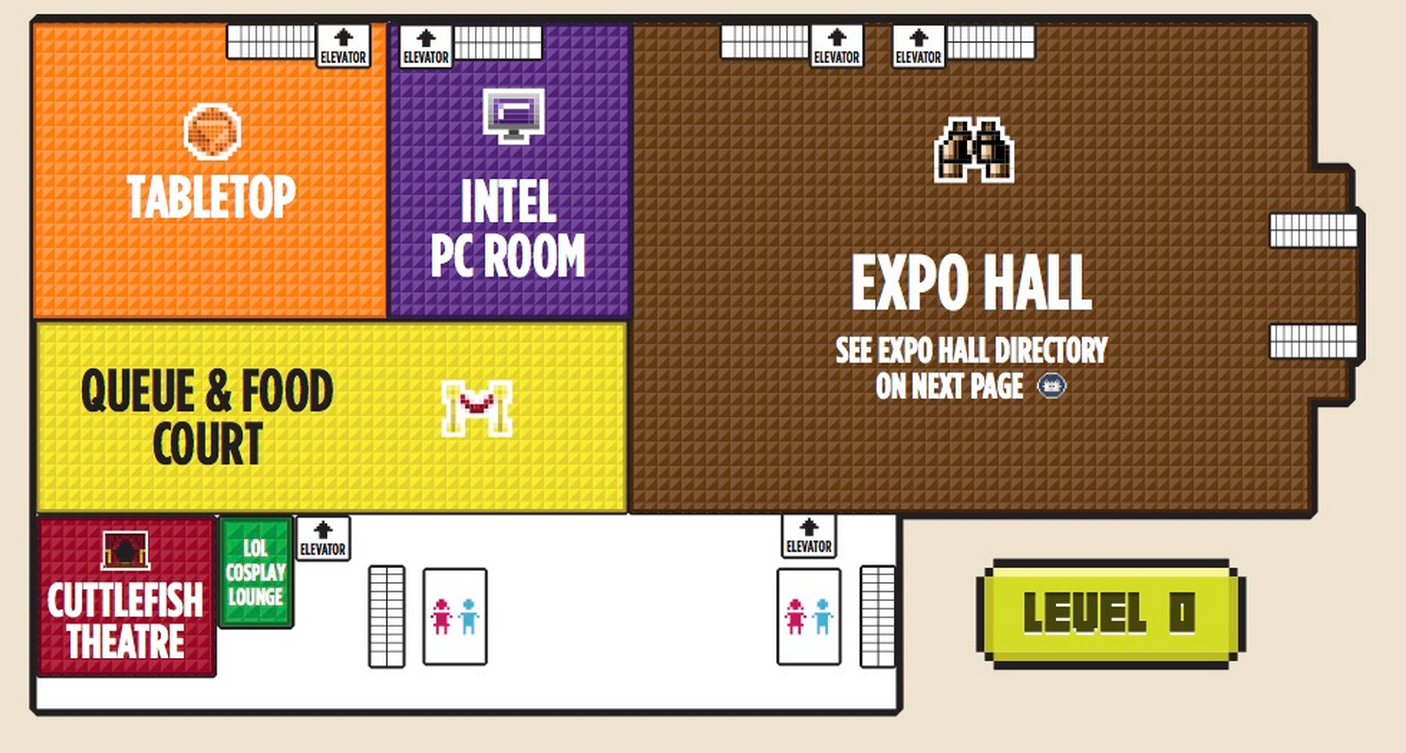 ELEVATOR
ELEVATOR
ELEVATOR
ELEVATOR
TABLETOP
INTEL
PC ROOM
EXPO HALL
SEE EXPO HALL DIRECTORY
ON NEXT PAGE
QUEUE & FOOD
COURT
CUTTLEFISH
THEATRE
LOL
COSPLAY
LOUNGE
ELEVATOR
ELEVATOR
LEVEL 0